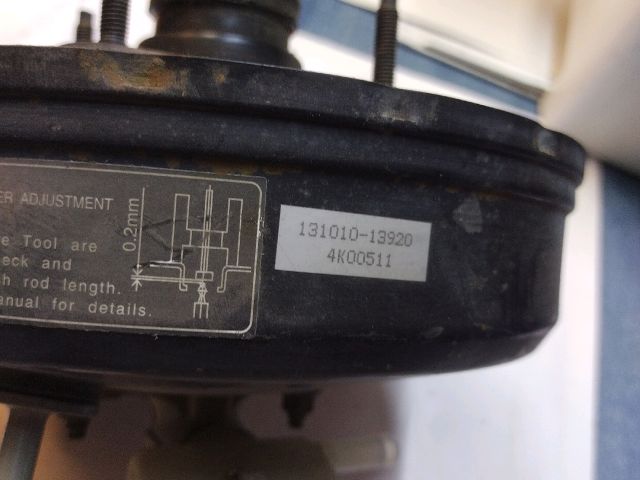 ER ADJUSTMENT
e Tool are
eck and
h rod length.
anual for details.
0.2mm
131010-13920
4K00511